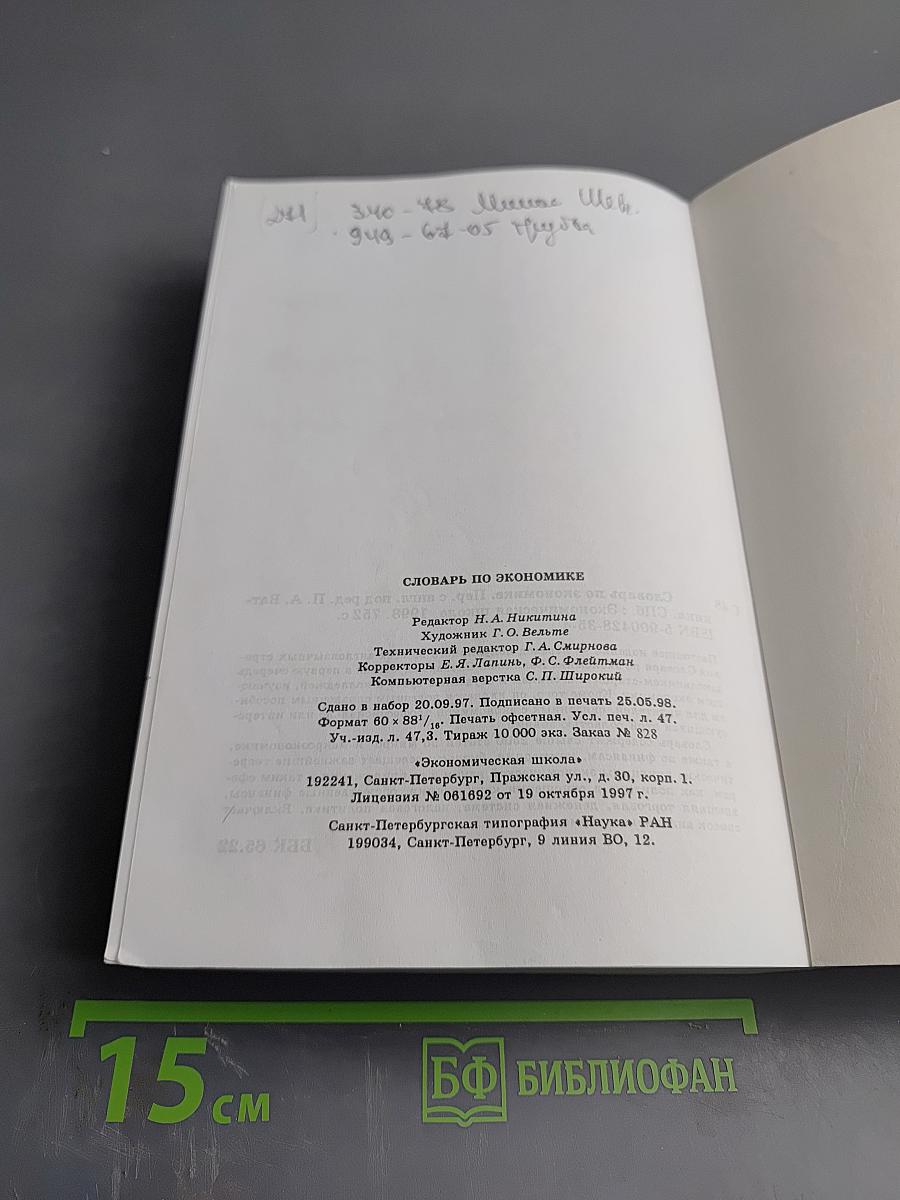 340-78
949-67-05 трубка
СЛОВАРЬ ПО ЭКОНОМИКЕ
Редактор Н. А. Никитина
Художник Г. О. Вельте
Технический редактор Г. А. Смирнова
Корректоры Е. Я. Лапинь, Ф. С. Флейтман
Компьютерная верстка С. П. Широкий
Сдано в набор 20.09.97. Подписано в печать 25.05.98.
Формат 60 × 88¹/₁₆. Печать офсетная. Усл. печ. л. 47.
Уч.-изд. л. 47,3. Тираж 10 000 экз. Заказ № 828
«Экономическая школа»
192241, Санкт-Петербург, Пражская ул., д. 30, корп. 1.
Лицензия № 061692 от 19 октября 1997 г.
Санкт-Петербургская типография «Наука» РАН
199034, Санкт-Петербург, 9 линия ВО, 12.
15 см
БФ БИБЛИОФАН